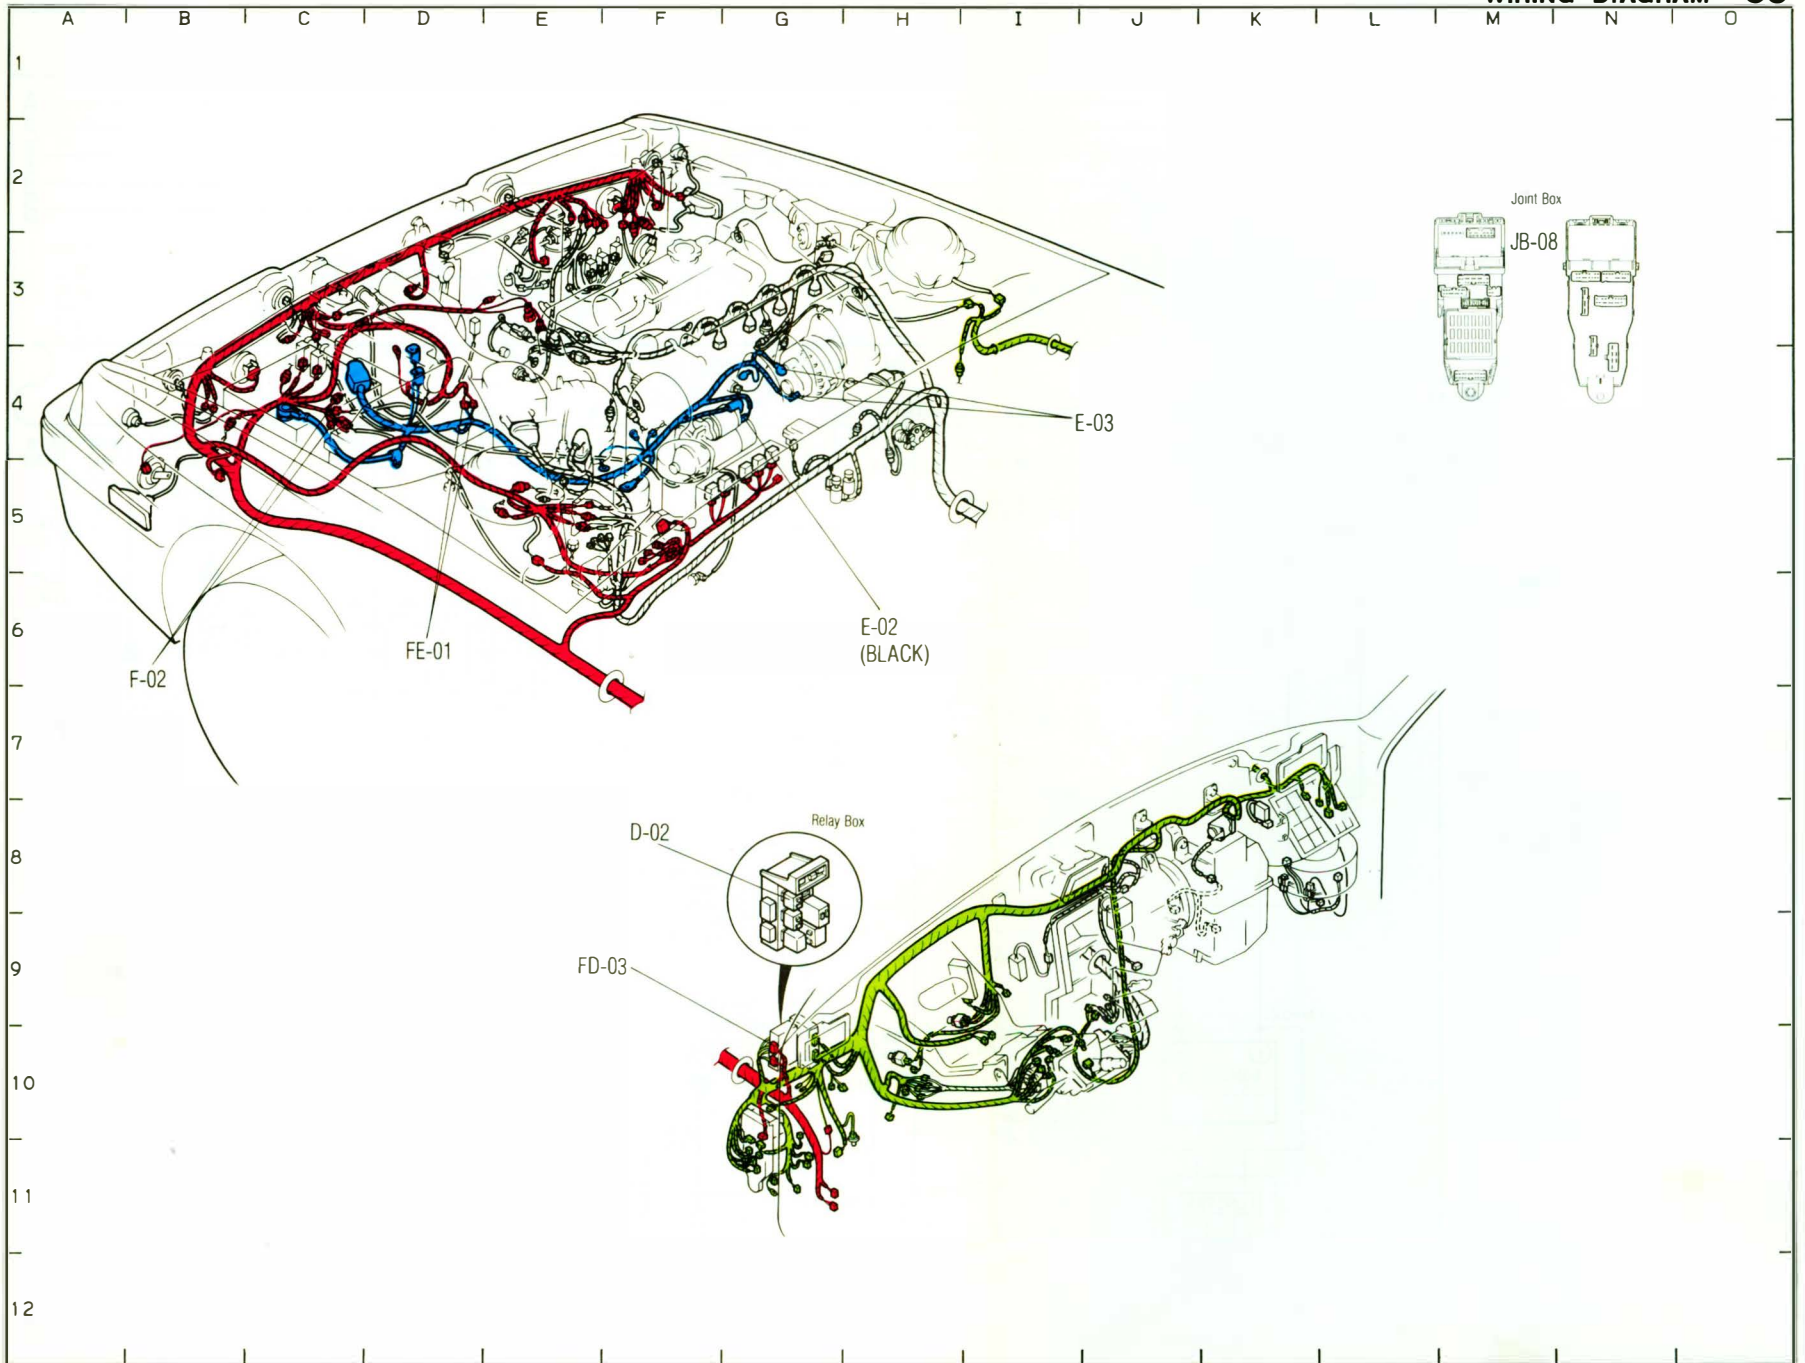 WIRING DIAGRAM
A B C D E F G H I J K L M N O
1
2
Joint Box
JB-08
3
4
E-03
5
6
E-02
(BLACK)
FE-01
F-02
7
Relay Box
D-02
8
FD-03
9
10
11
12